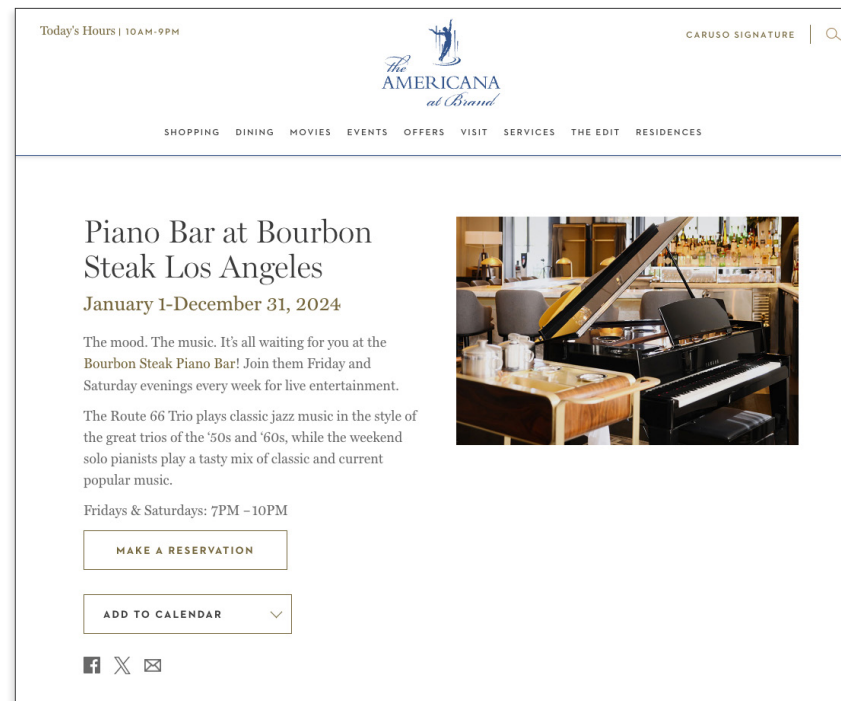 Today's Hours | 10AM-9PM
CARUSO SIGNATURE
the
AMERICANA
at Brand
SHOPPING DINING MOVIES EVENTS OFFERS VISIT SERVICES THE EDIT RESIDENCES
Piano Bar at Bourbon
Steak Los Angeles
January 1-December 31, 2024
The mood. The music. It's all waiting for you at the
Bourbon Steak Piano Bar! Join them Friday and
Saturday evenings every week for live entertainment.
The Route 66 Trio plays classic jazz music in the style of
the great trios of the ‘50s and ‘60s, while the weekend
solo pianists play a tasty mix of classic and current
popular music.
Fridays & Saturdays: 7PM – 10PM
MAKE A RESERVATION
ADD TO CALENDAR